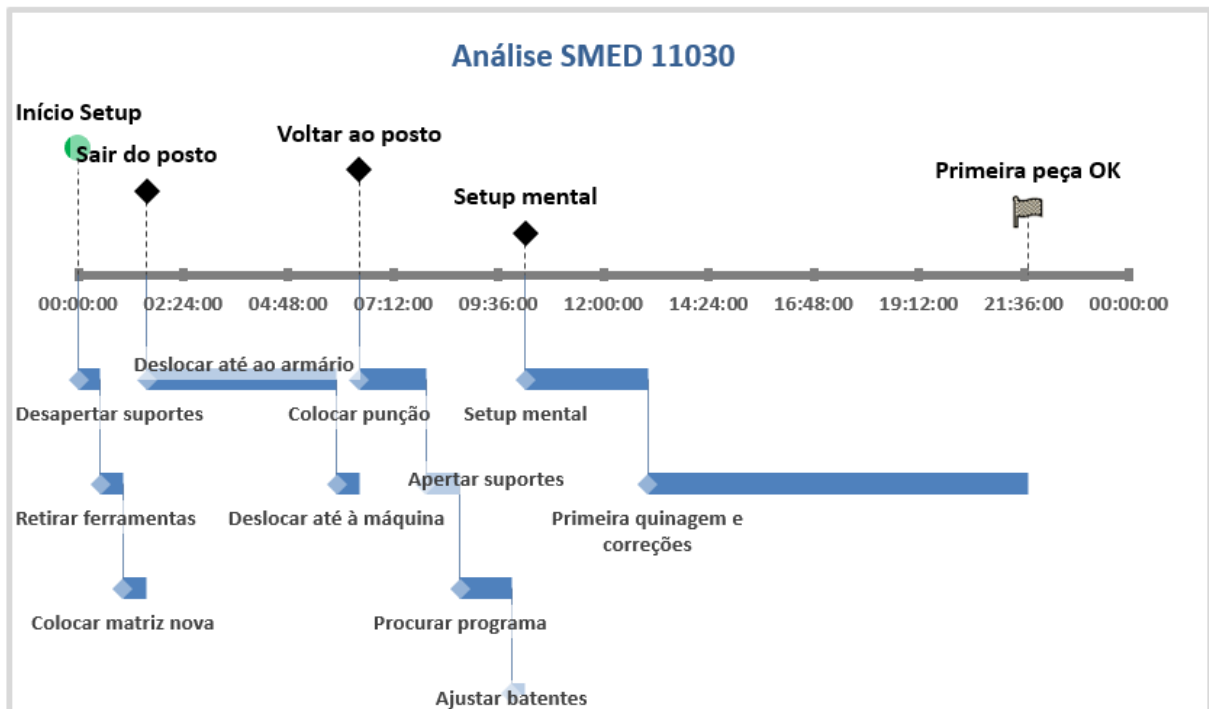 Análise SMED 11030
Início Setup
Sair do posto
Voltar ao posto
Setup mental
Primeira peça OK
00:00:00 02:24:00 04:48:00 07:12:00 09:36:00 12:00:00 14:24:00 16:48:00 19:12:00 21:36:00 00:00:00
Deslocar até ao armário
Desapertar suportes
Colocar punção
Setup mental
Apertar suportes
Retirar ferramentas
Deslocar até à máquina
Primeira quinagem e
correções
Colocar matriz nova
Procurar programa
Ajustar batentes